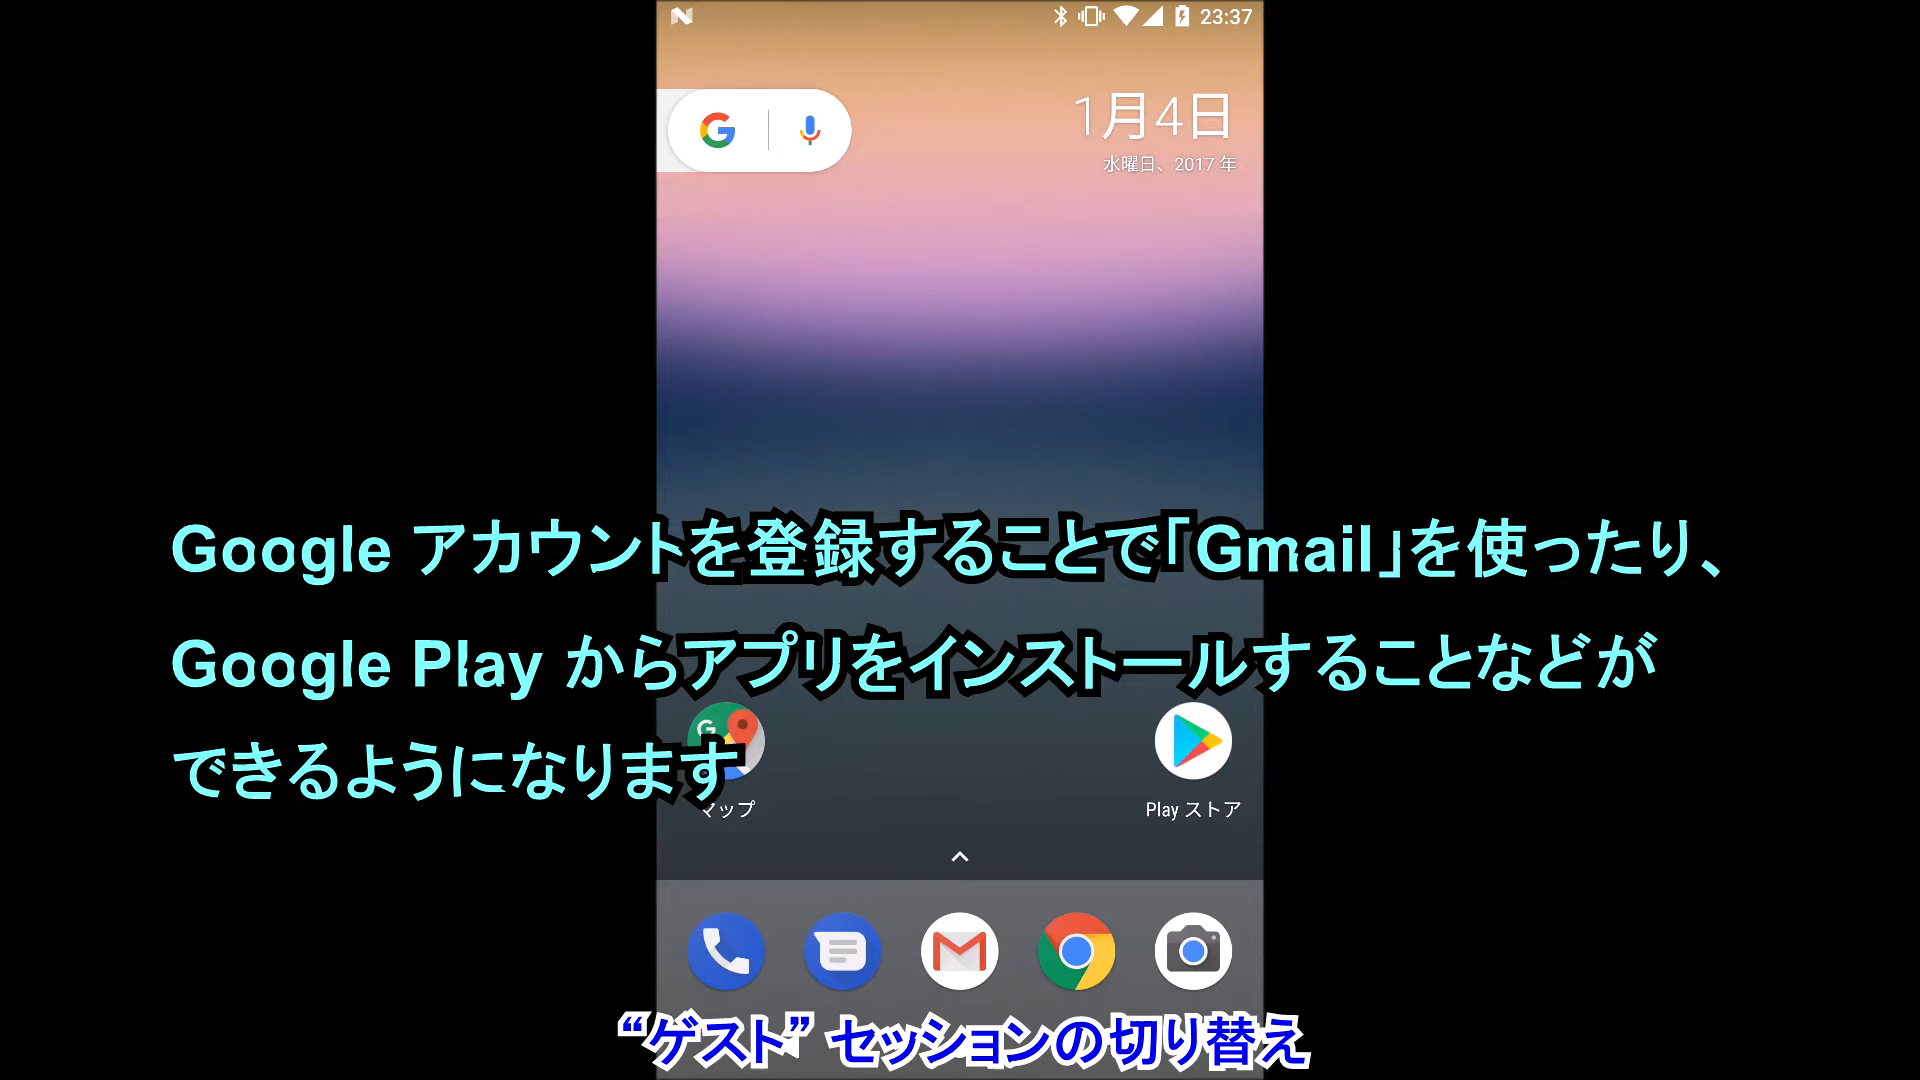 23:37
1月4日
水曜日、2017 年
Google アカウントを登録することで「Gmail」を使ったり、
Google Play からアプリをインストールすることなどが
できるようになります
マップ
Play ストア
“ゲスト” セッションの切り替え